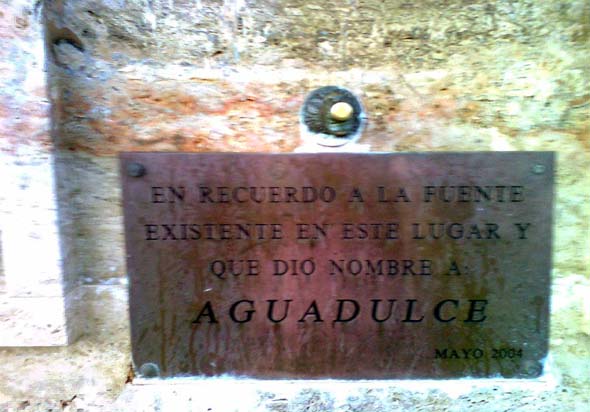 EN RECUERDO A LA FUENTE
EXISTENTE EN ESTE LUGAR Y
QUE DIO NOMBRE A:
AGUADULCE
MAYO 2004